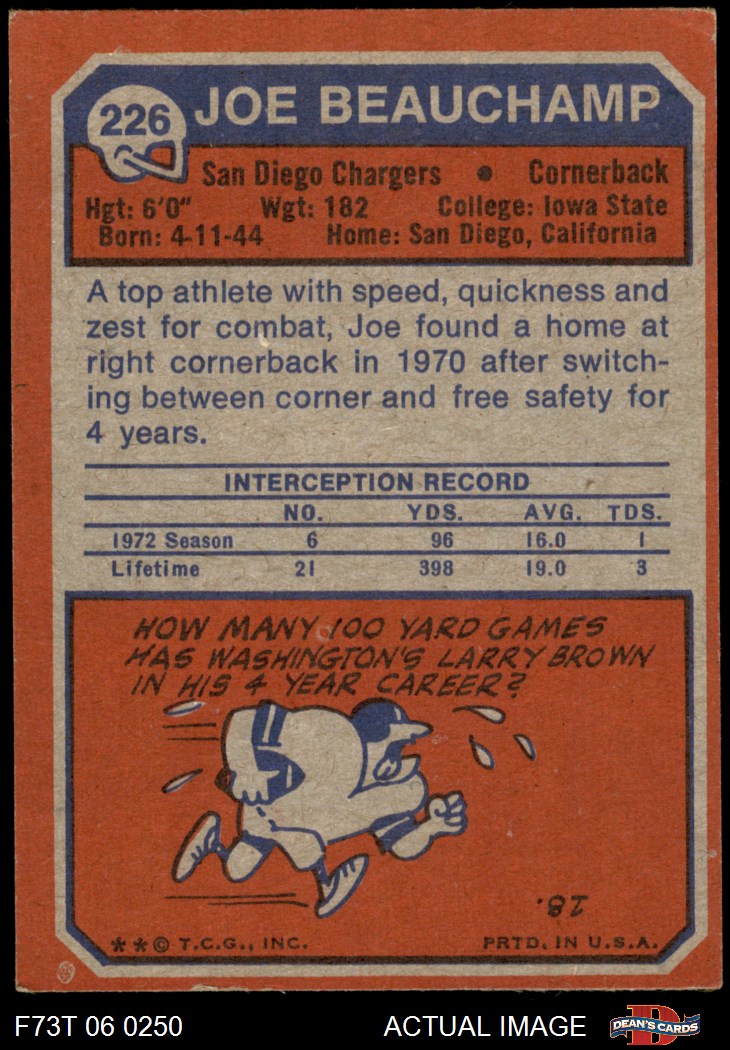 226 JOE BEAUCHAMP
San Diego Chargers • Cornerback
Hgt: 6'0" Wgt: 182 College: Iowa State
Born: 4-11-44 Home: San Diego, California
A top athlete with speed, quickness and
zest for combat, Joe found a home at
right cornerback in 1970 after switch-
ing between corner and free safety for
4 years.
INTERCEPTION RECORD
NO. YDS. AVG. TDS.
1972 Season 6 96 16.0 1
Lifetime 21 398 19.0 3
HOW MANY 100 YARD GAMES
HAS WASHINGTON'S LARRY BROWN
IN HIS 4 YEAR CAREER?
18.
**© T.C.G., INC. PRTD. IN U.S.A.
F73T 06 0250 ACTUAL IMAGE DEAN'S CARDS